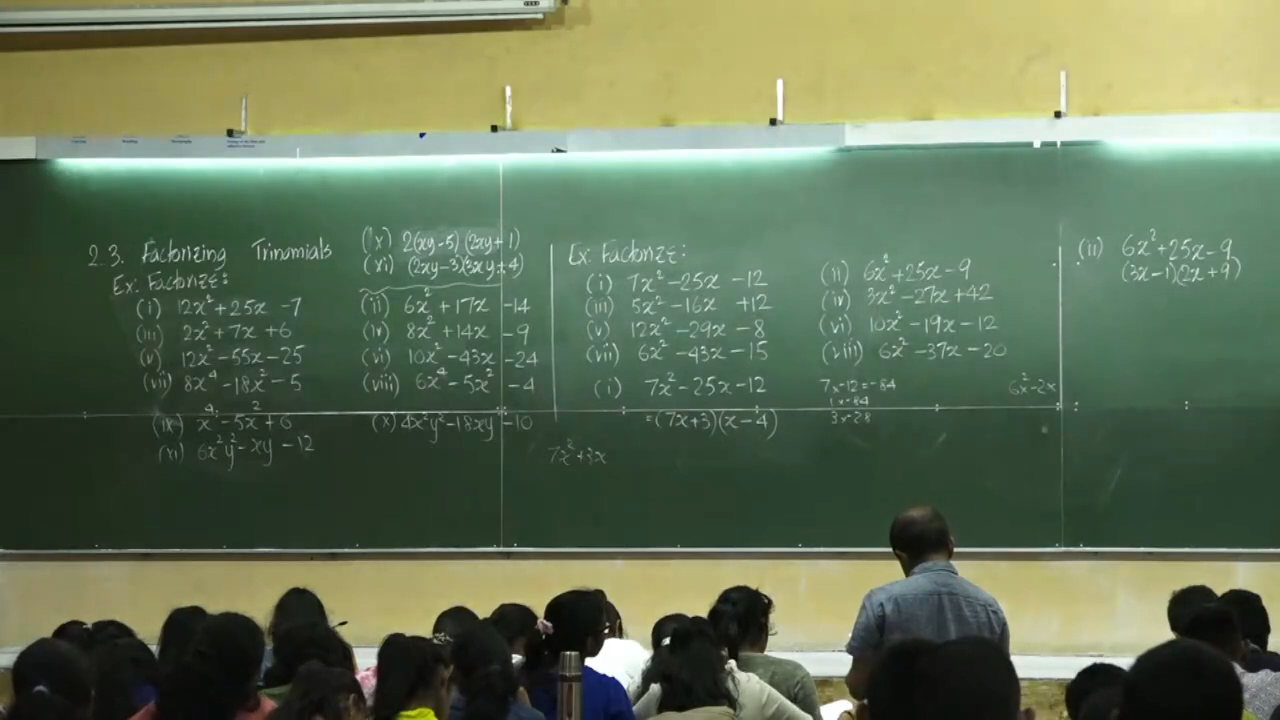 2.3. Factorizing Trinomials
Ex: Factorize:
(i) 12x² + 25x - 7
(iii) 2x² + 7x + 6
(v) 12x² - 55x - 25
(vii) 8x⁴ - 18x² - 5
(ix) x⁴ - 5x² + 6
(xi) 6x²y² - xy - 12
(x) 2(xy - 5)(2xy + 1)
(xi) (2xy - 3)(3xy + 4)
(ii) 6x² + 17x - 14
(iv) 8x² + 14x - 9
(vi) 10x² - 43x - 24
(viii) 6x⁴ - 5x² - 4
(x) 4x²y² - 18xy - 10
Ex: Factorize:
(i) 7x² - 25x - 12
(iii) 5x² - 16x + 12
(v) 12x² - 29x - 8
(vii) 6x² - 43x - 15
(ii) 6x² + 25x - 9
(iv) 3x² - 27x + 42
(vi) 10x² - 19x - 12
(viii) 6x² - 37x - 20
(i) 7x² - 25x - 12
= (7x + 3)(x - 4)
7x² + 3x
7x-12 = -84
1x-84
3x-28
6x² - 2x
(ii) 6x² + 25x - 9
(3x - 1)(2x + 9)